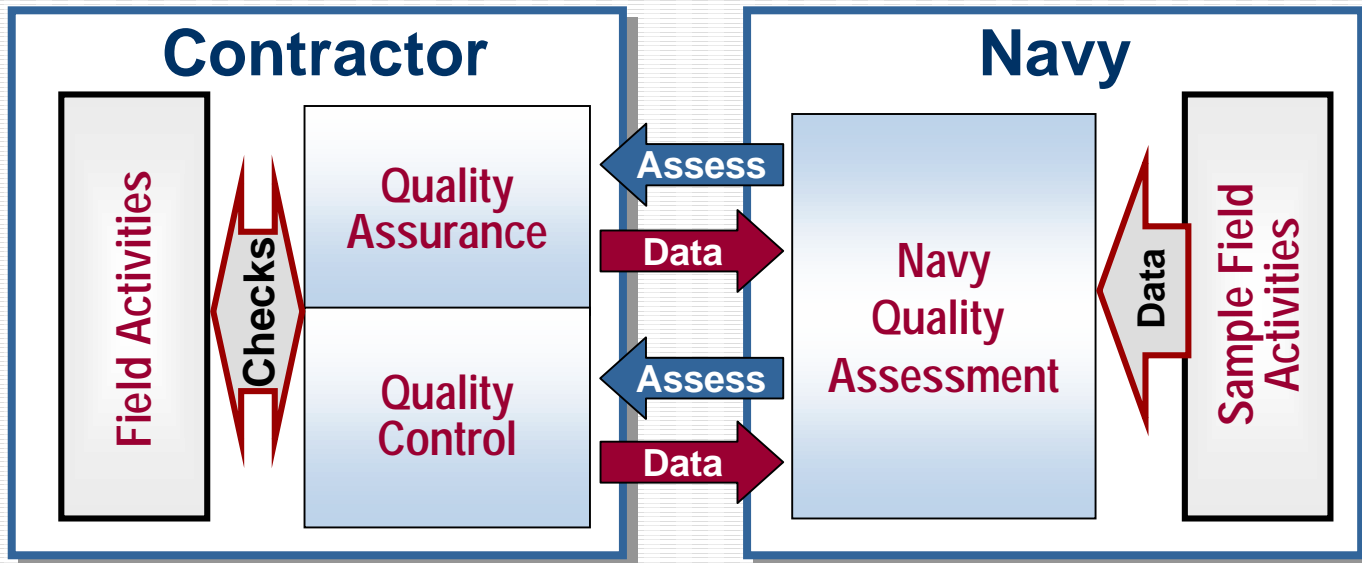 Contractor
Field Activities
Checks
Quality
Assurance
Quality
Control
Assess
Data
Assess
Data
Navy
Navy
Quality
Assessment
Data
Sample Field
Activities